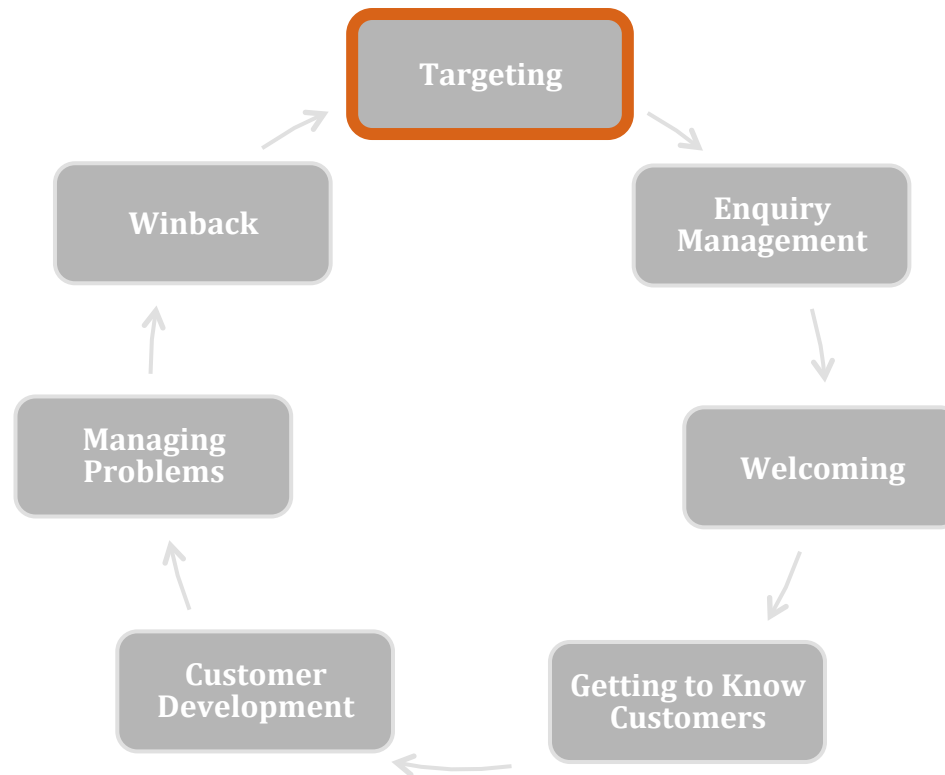 Targeting
Enquiry
Management
Welcoming
Getting to Know
Customers
Customer
Development
Managing
Problems
Winback